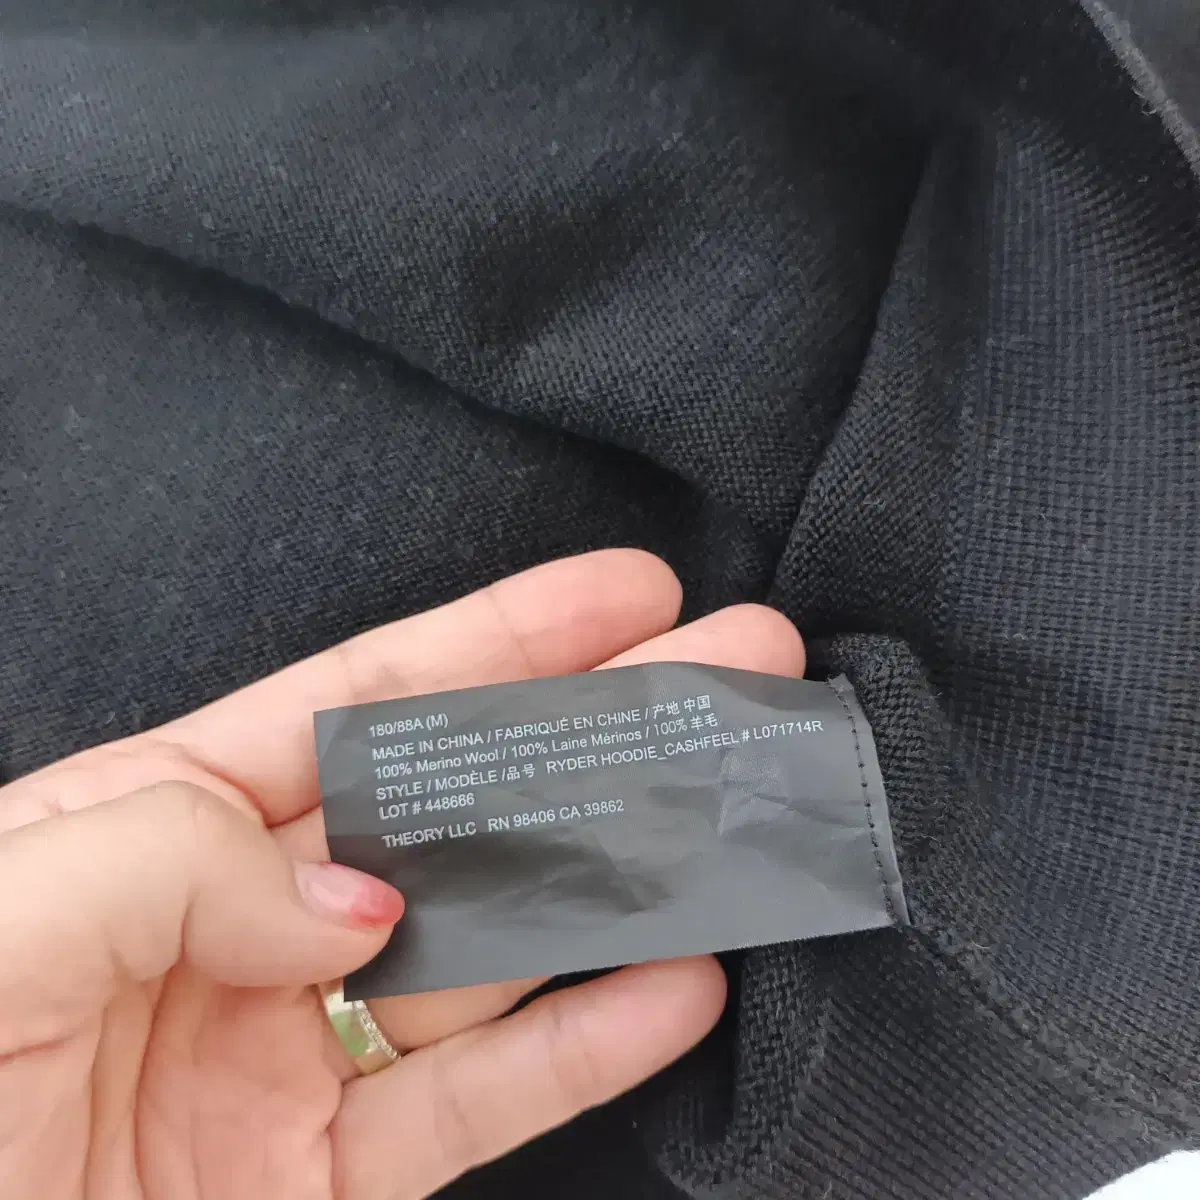 180/88A (M)
MADE IN CHINA / FABRIQUÉ EN CHINE / 产地 中国
100% Merino Wool / 100% Laine Mérinos / 100% 羊毛
STYLE / MODÈLE /品号 RYDER HOODIE_CASHFEEL # L071714R
LOT # 448666
THEORY LLC RN 98406 CA 39862